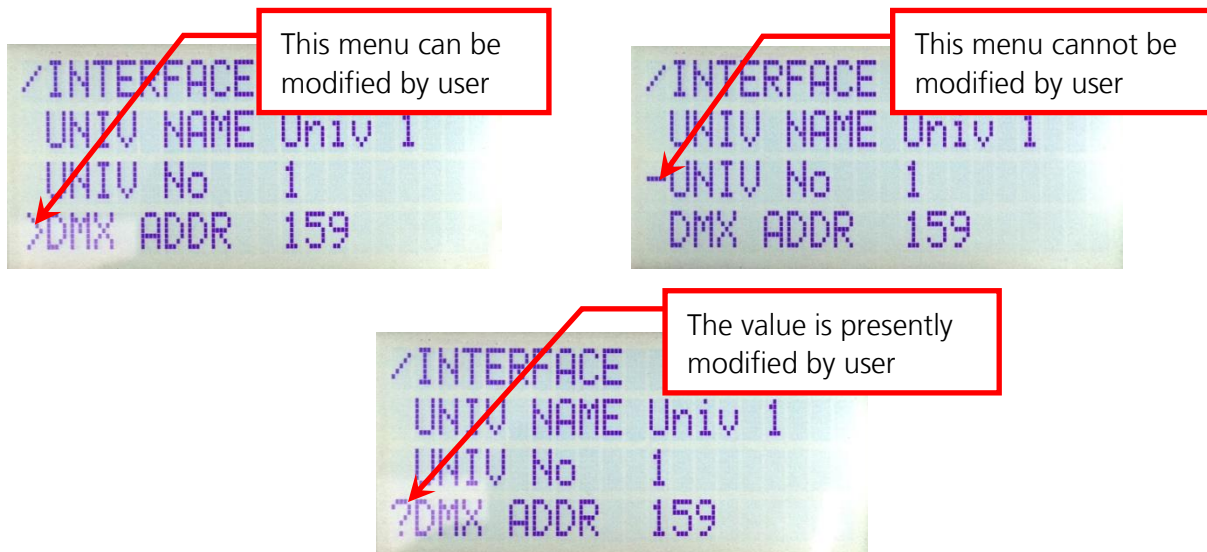 This menu can be
modified by user
/INTERFACE
UNIV NAME Univ 1
UNIV No 1
>DMX ADDR 159
This menu cannot be
modified by user
/INTERFACE
UNIV NAME Univ 1
-UNIV No 1
DMX ADDR 159
The value is presently
modified by user
/INTERFACE
UNIV NAME Univ 1
UNIV No 1
?DMX ADDR 159